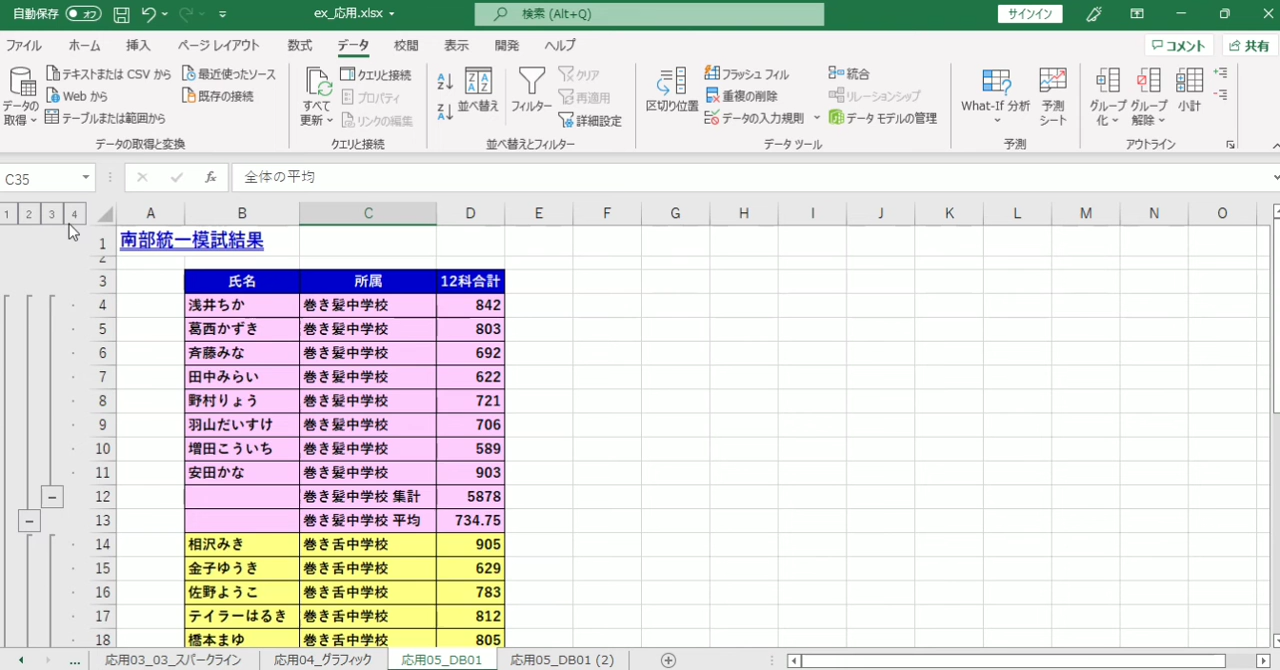 自動保存 オフ ex_応用.xlsx 検索 (Alt+Q) サインイン
ファイル ホーム 挿入 ページ レイアウト 数式 データ 校閲 表示 開発 ヘルプ コメント 共有
データの取得 テキストまたは CSV から Web から テーブルまたは範囲から 最近使ったソース 既存の接続
すべて更新 クエリと接続 プロパティ リンクの編集
並べ替え フィルター クリア 再適用 詳細設定
区切り位置 フラッシュ フィル 重複の削除 データの入力規則 統合 リレーションシップ データ モデルの管理
What-If 分析 予測シート グループ化 グループ解除 小計
データの取得と変換 クエリと接続 並べ替えとフィルター データ ツール 予測 アウトライン
C35 fx 全体の平均
1 2 3 4 A B C D E F G H I J K L M N O
1 南部統一模試結果
2
3 氏名 所属 12科合計
4 浅井ちか 巻き髪中学校 842
5 葛西かずき 巻き髪中学校 803
6 斉藤みな 巻き髪中学校 692
7 田中みらい 巻き髪中学校 622
8 野村りょう 巻き髪中学校 721
9 羽山だいすけ 巻き髪中学校 706
10 増田こういち 巻き髪中学校 589
11 安田かな 巻き髪中学校 903
12 巻き髪中学校 集計 5878
13 巻き髪中学校 平均 734.75
14 相沢みき 巻き舌中学校 905
15 金子ゆうき 巻き舌中学校 629
16 佐野ようこ 巻き舌中学校 783
17 テイラーはるき 巻き舌中学校 812
18 橋本まゆ 巻き舌中学校 805
... 応用03_03_スパークライン 応用04_グラフィック 応用05_DB01 応用05_DB01 (2)